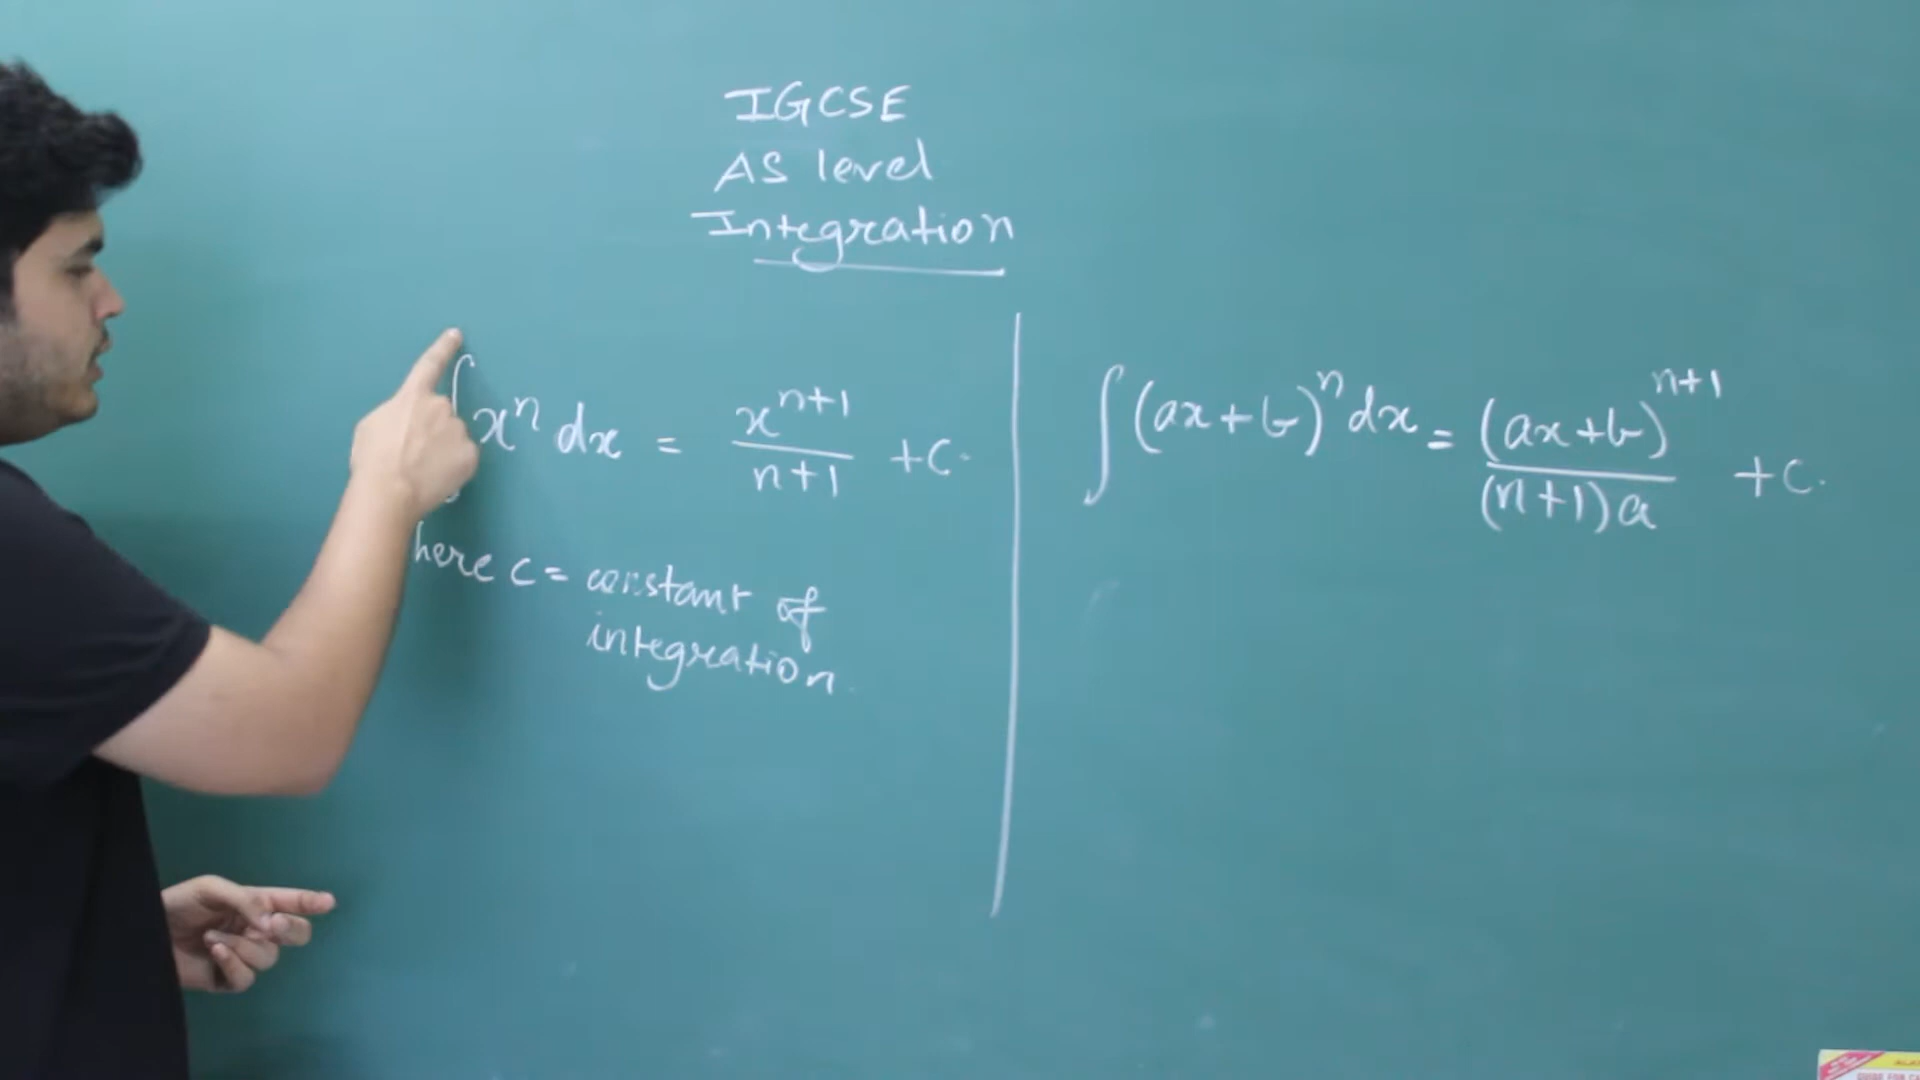 IGCSE
AS level
Integration
∫xⁿ dx = xⁿ⁺¹/n+1 + c.
here c = constant of
integration.
∫(ax+b)ⁿ dx = (ax+b)ⁿ⁺¹/(n+1)a + c.